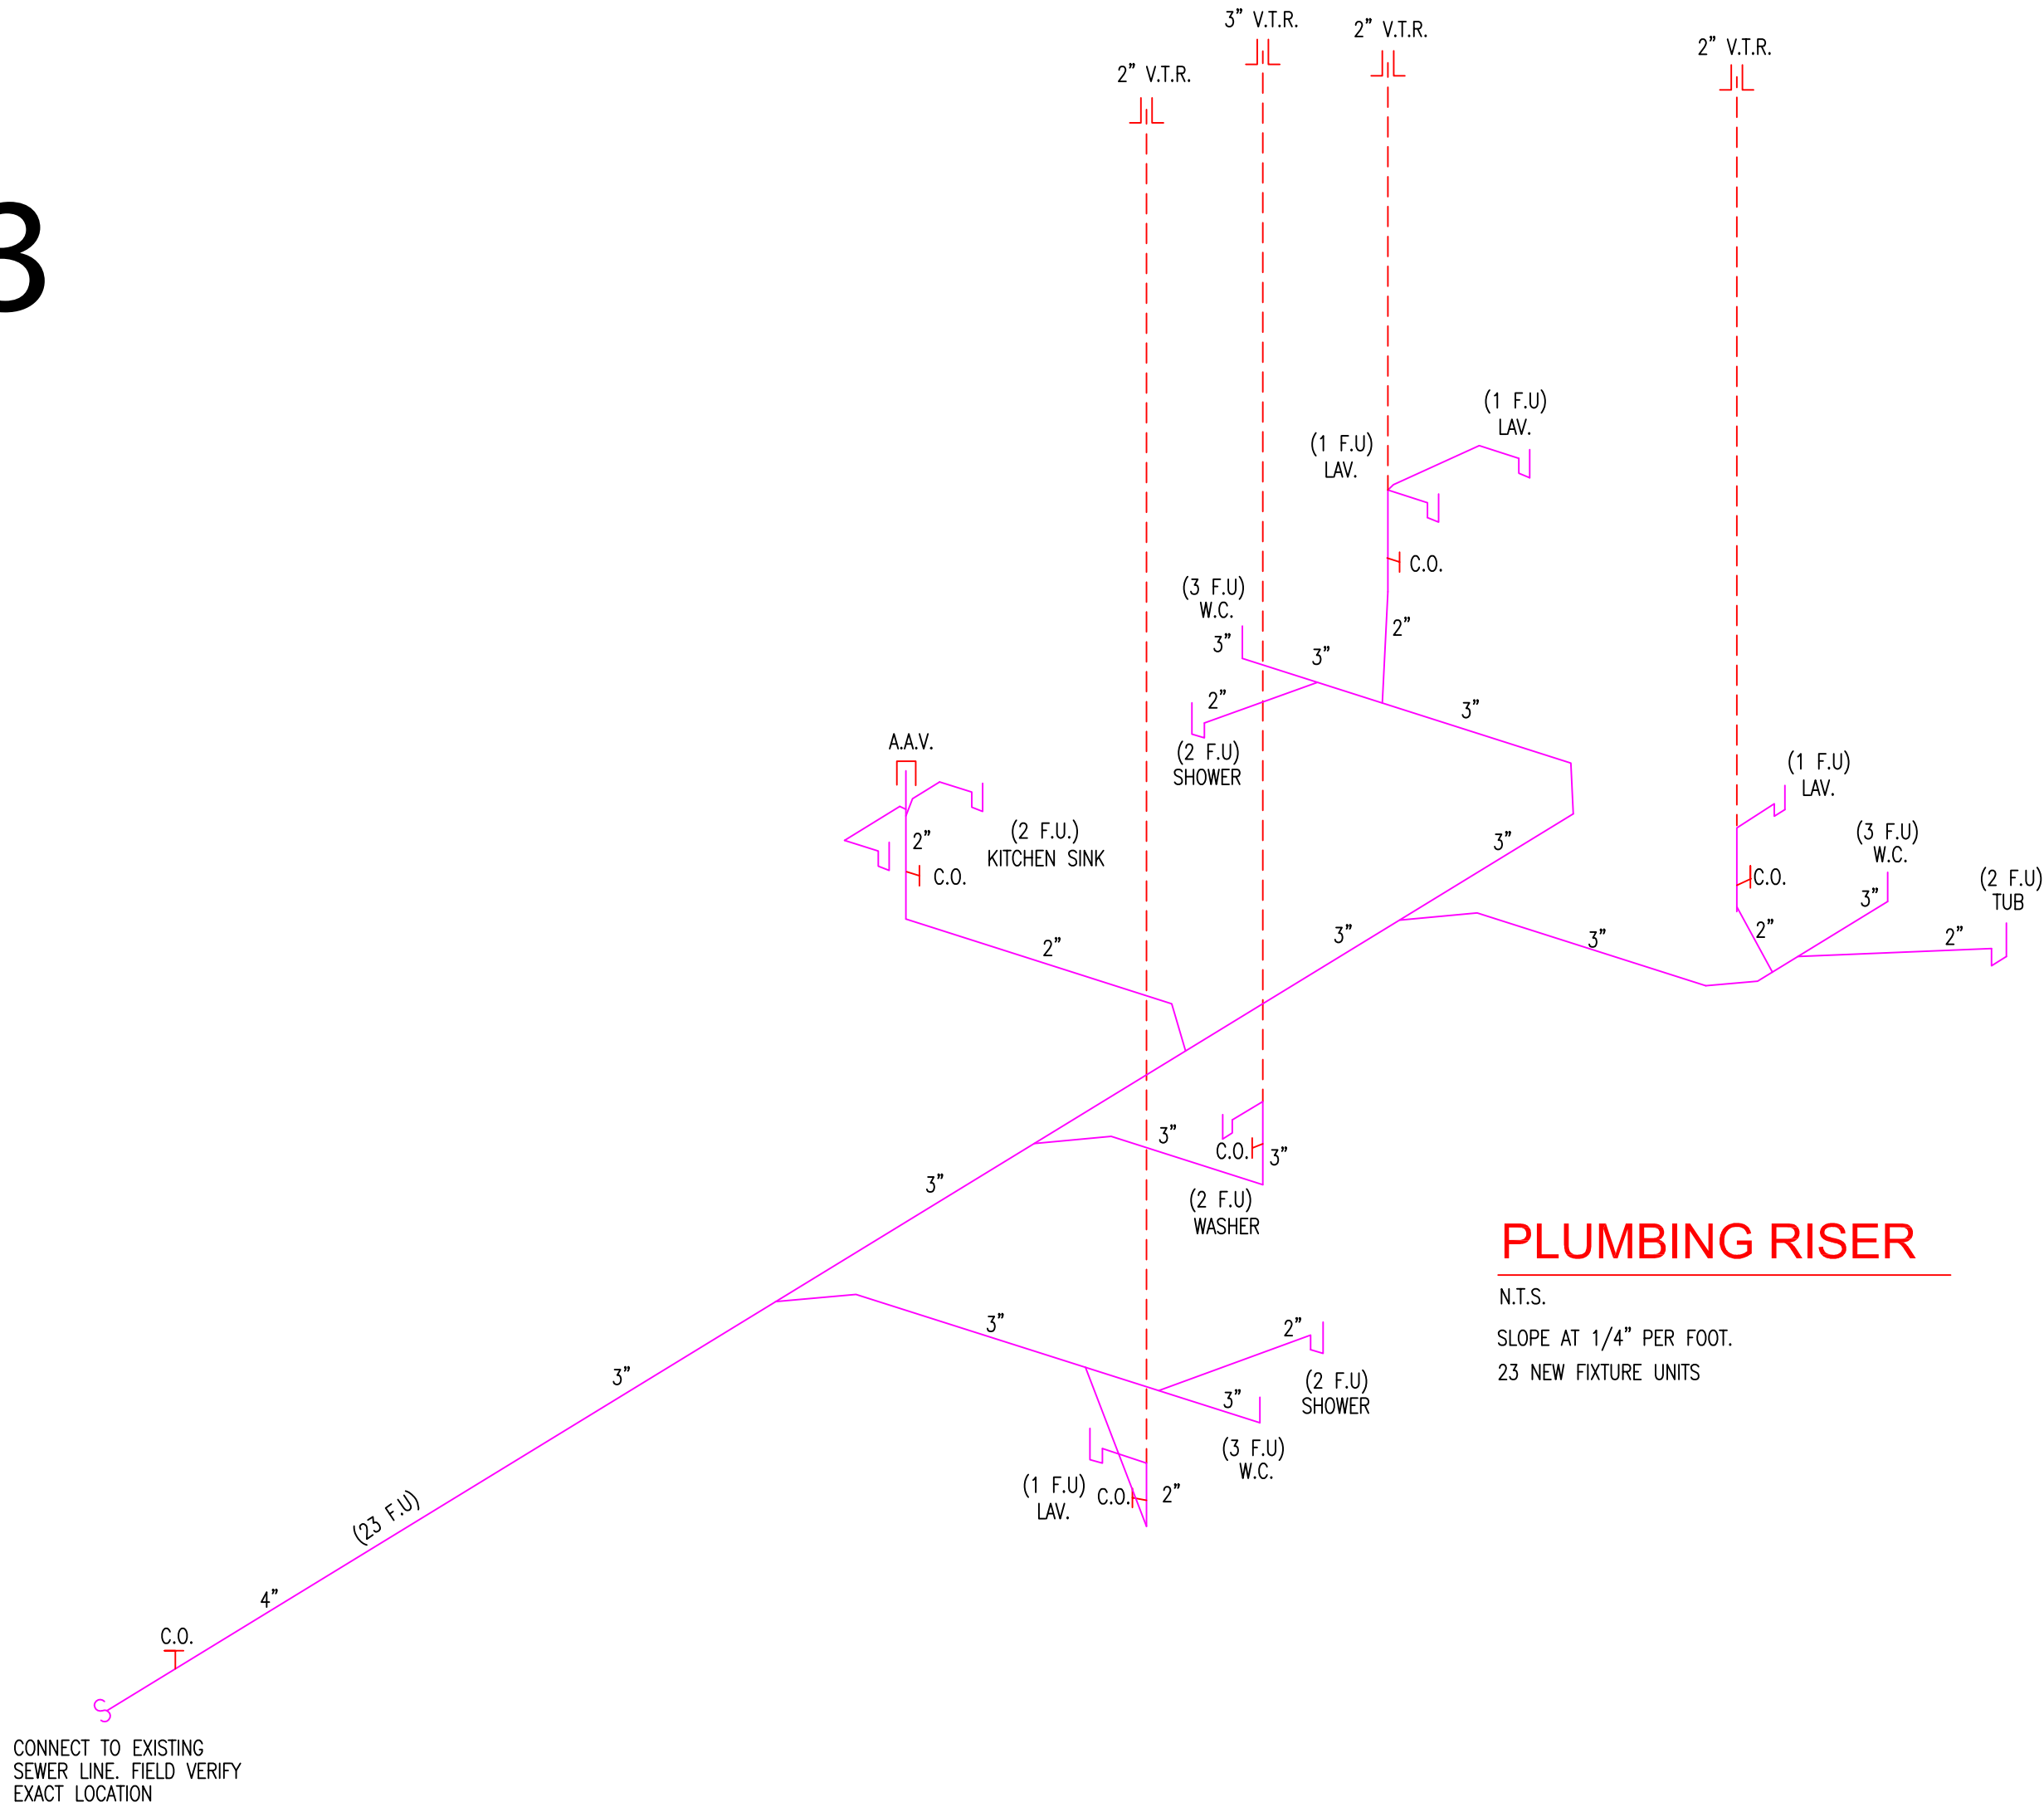 3" V.T.R.
2" V.T.R.
2" V.T.R.
2" V.T.R.
3
(1 F.U)
LAV.
(1 F.U)
LAV.
C.O.
(3 F.U)
W.C.
3"
3"
2"
2"
3"
(2 F.U)
SHOWER
A.A.V.
2"
C.O.
(2 F.U.)
KITCHEN SINK
2"
3"
3"
3"
(1 F.U)
LAV.
(3 F.U)
W.C.
C.O.
3"
(2 F.U)
TUB
2"
2"
3"
C.O.
3"
(2 F.U)
WASHER
3"
3"
3"
2"
(2 F.U)
SHOWER
3"
(3 F.U)
W.C.
(1 F.U)
LAV.
C.O.
2"
PLUMBING RISER
N.T.S.
SLOPE AT 1/4" PER FOOT.
23 NEW FIXTURE UNITS
(23 F.U)
4"
C.O.
CONNECT TO EXISTING
SEWER LINE. FIELD VERIFY
EXACT LOCATION